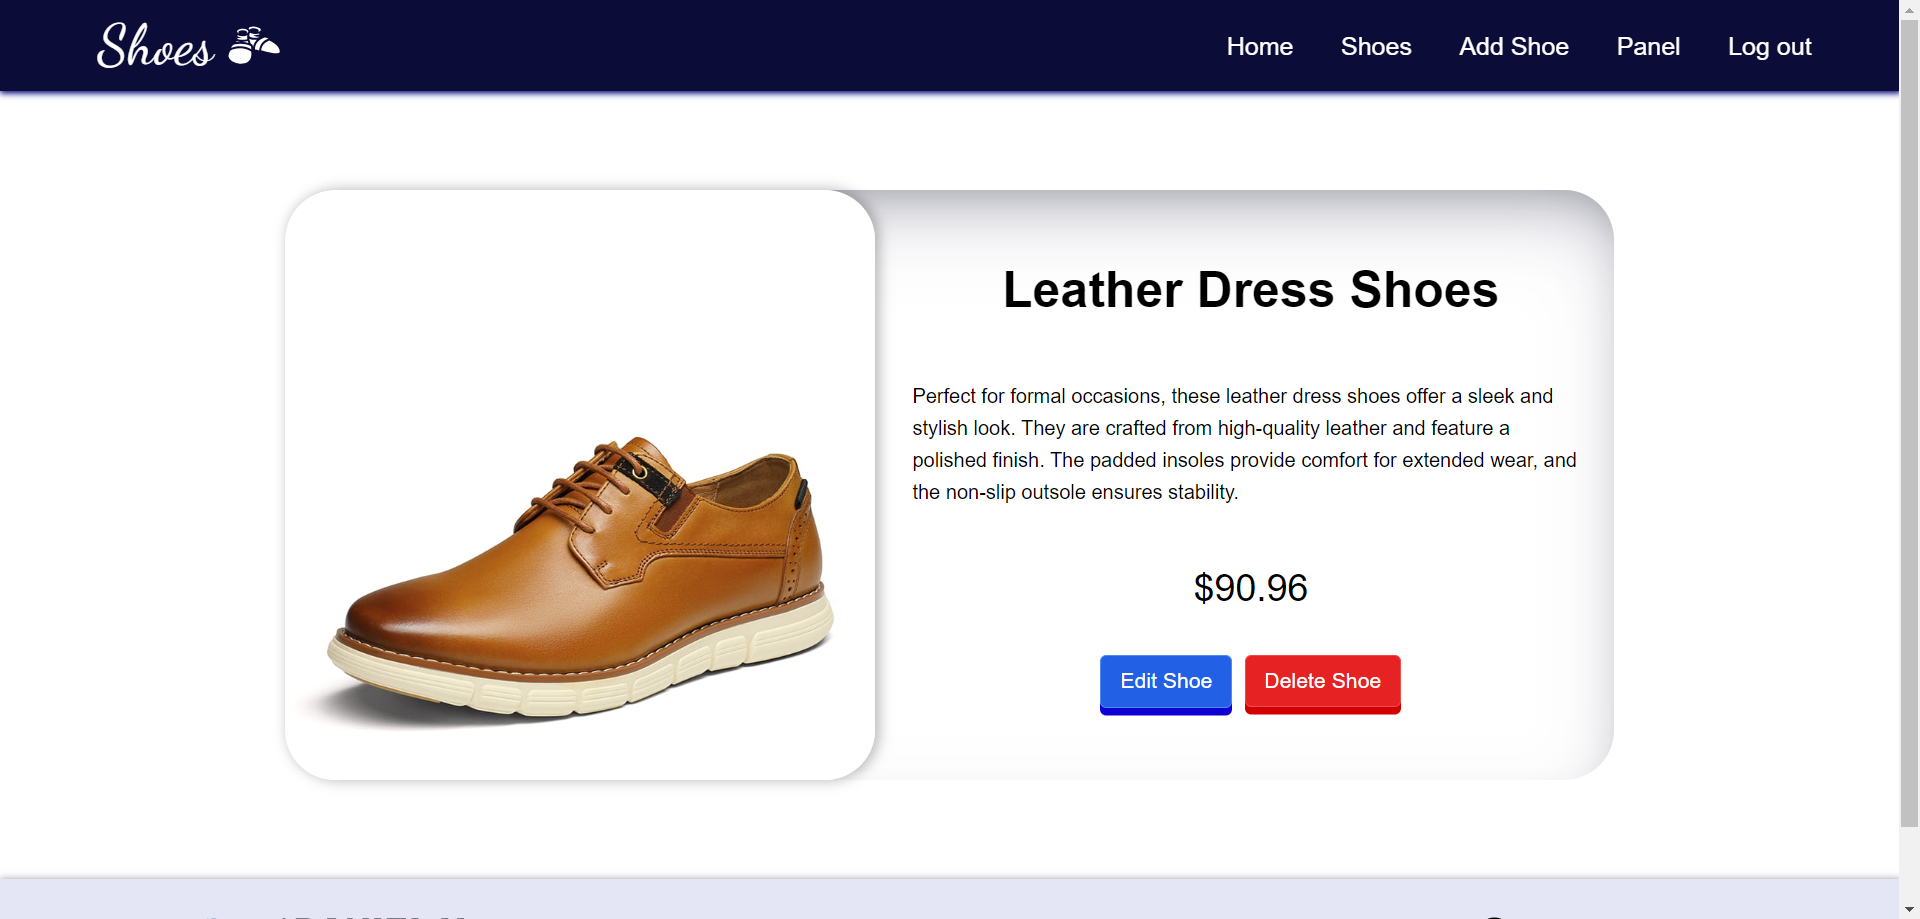 Shoes
Home Shoes Add Shoe Panel Log out
Leather Dress Shoes
Perfect for formal occasions, these leather dress shoes offer a sleek and
stylish look. They are crafted from high-quality leather and feature a
polished finish. The padded insoles provide comfort for extended wear, and
the non-slip outsole ensures stability.
$90.96
Edit Shoe Delete Shoe